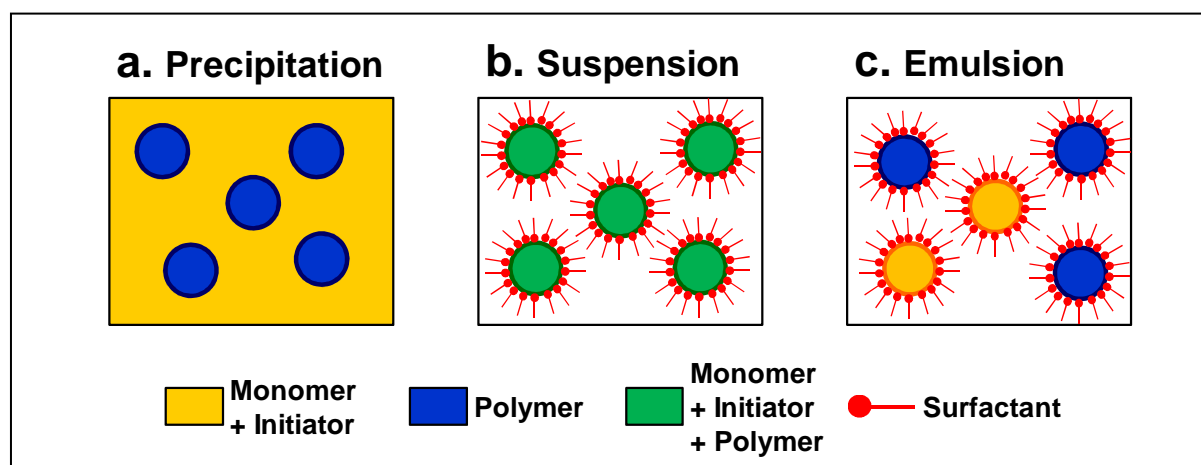 a. Precipitation
b. Suspension
c. Emulsion
Monomer
+ Initiator
Polymer
Monomer
+ Initiator
+ Polymer
Surfactant